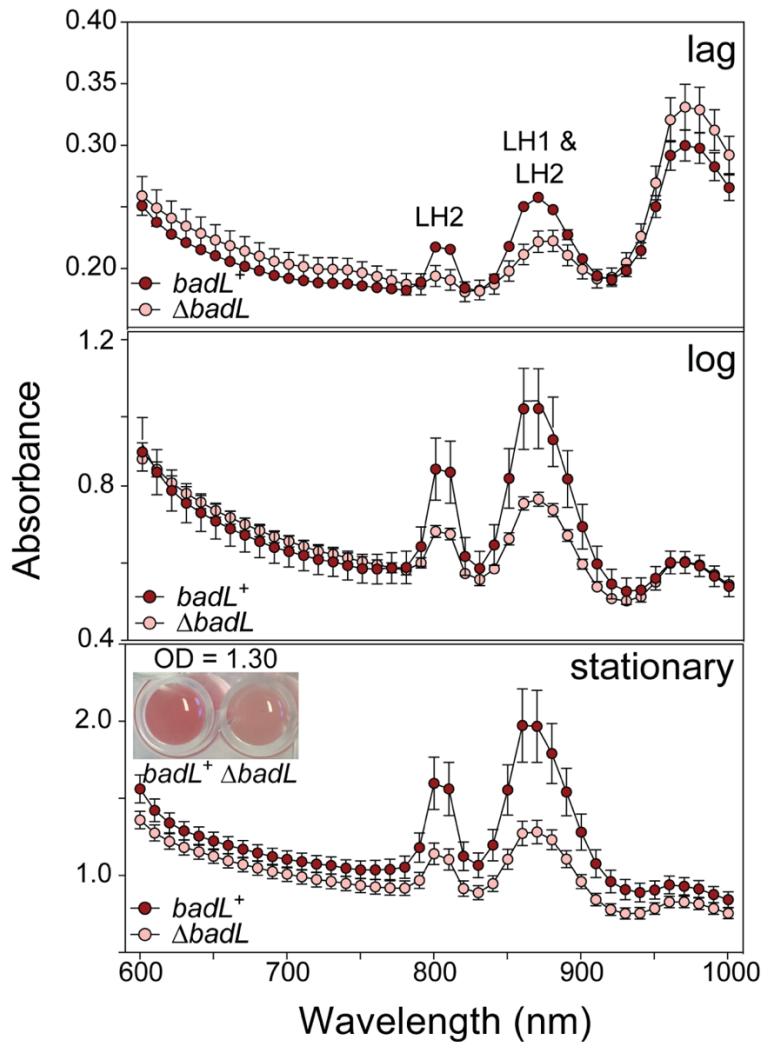 0.40
lag
0.35
0.30
LH1 &
LH2
LH2
0.20
badL+
ΔbadL
1.2
log
0.8
badL+
ΔbadL
0.4
OD = 1.30
stationary
2.0
badL+ ΔbadL
1.0
badL+
ΔbadL
600 700 800 900 1000
Absorbance
Wavelength (nm)